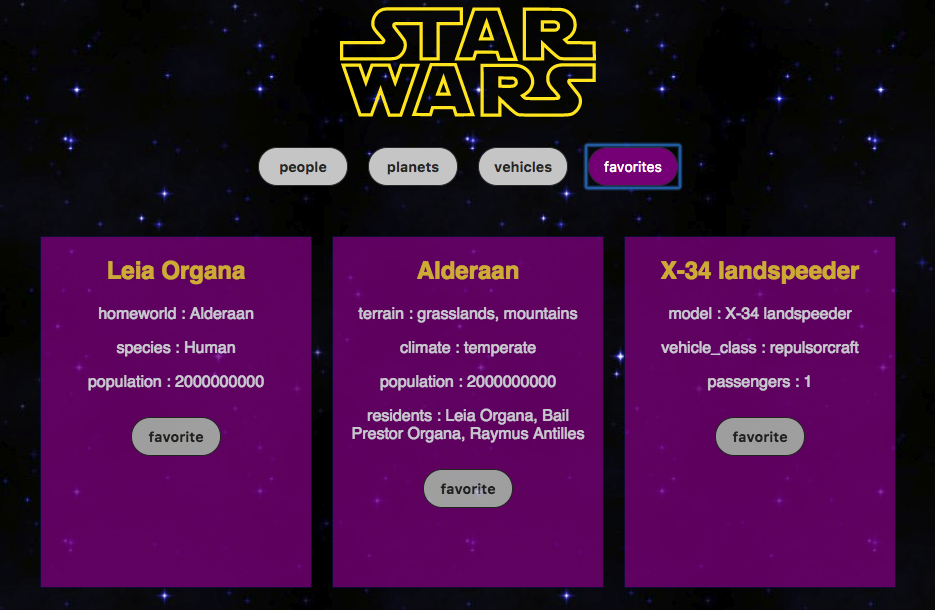 STAR
WARS
people planets vehicles favorites
Leia Organa
homeworld : Alderaan
species : Human
population : 2000000000
favorite
Alderaan
terrain : grasslands, mountains
climate : temperate
population : 2000000000
residents : Leia Organa, Bail
Prestor Organa, Raymus Antilles
favorite
X-34 landspeeder
model : X-34 landspeeder
vehicle_class : repulsorcraft
passengers : 1
favorite